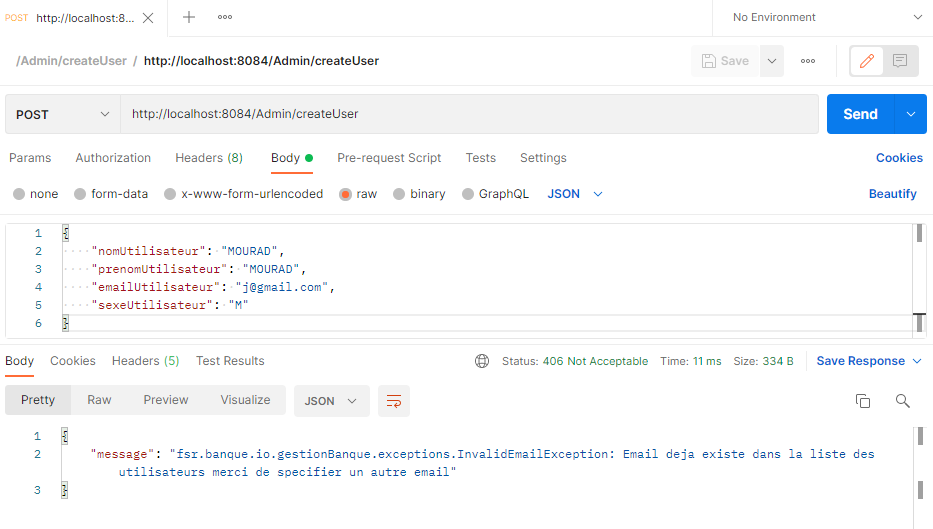 POST http://localhost:8... No Environment
/Admin/createUser / http://localhost:8084/Admin/createUser Save
POST http://localhost:8084/Admin/createUser Send
Params Authorization Headers (8) Body Pre-request Script Tests Settings Cookies
none form-data x-www-form-urlencoded raw binary GraphQL JSON Beautify
1 {
2 "nomUtilisateur": "MOURAD",
3 "prenomUtilisateur": "MOURAD",
4 "emailUtilisateur": "j@gmail.com",
5 "sexeUtilisateur": "M"
6 }
Body Cookies Headers (5) Test Results Status: 406 Not Acceptable Time: 11 ms Size: 334 B Save Response
Pretty Raw Preview Visualize JSON
1 {
2 "message": "fsr.banque.io.gestionBanque.exceptions.InvalidEmailException: Email deja existe dans la liste des
utilisateurs merci de specifier un autre email"
3 }